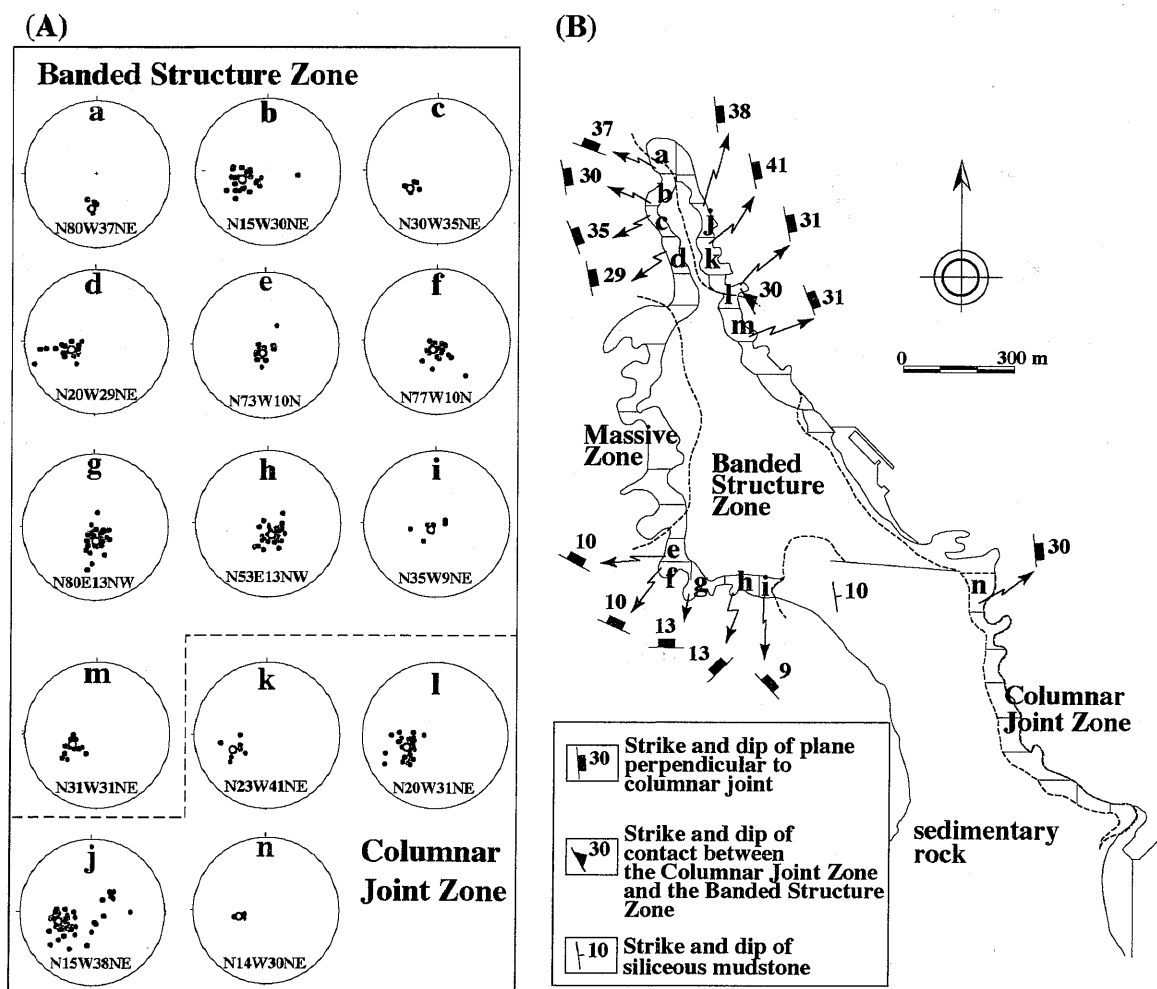 (A)
Banded Structure Zone
a
N80W37NE
b
N15W30NE
c
N30W35NE
d
N20W29NE
e
N73W10N
f
N77W10N
g
N80E13NW
h
N53E13NW
i
N35W9NE
m
N31W31NE
k
N23W41NE
l
N20W31NE
j
N15W38NE
n
N14W30NE
Columnar
Joint Zone
(B)
38
37
a
41
30
b
35
c
j
31
29
d
k
l
30
31
m
0
300 m
Massive
Zone
Banded
Structure
Zone
10
e
30
f
g
h
i
10
n
10
13
13
9
Columnar
Joint Zone
sedimentary
rock
30
Strike and dip of plane
perpendicular to
columnar joint
30
Strike and dip of
contact between
the Columnar Joint Zone
and the Banded Structure
Zone
10
Strike and dip of
siliceous mudstone